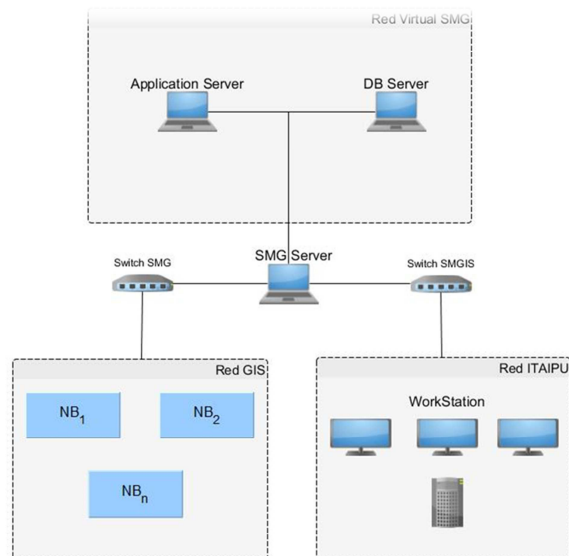 Red Virtual SMG
Application Server
DB Server
SMG Server
Switch SMG
Switch SMGIS
Red GIS
Red ITAIPU
NB1
NB2
NBn
WorkStation